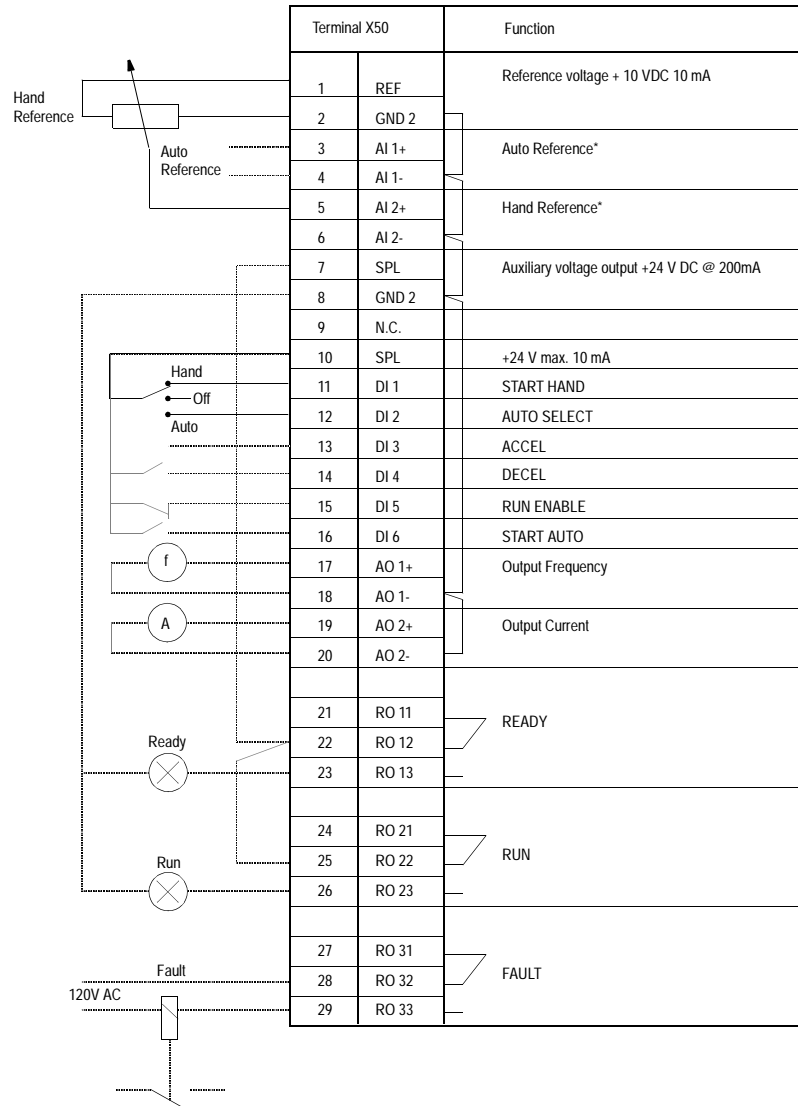 Terminal X50 Function
1 REF Reference voltage + 10 VDC 10 mA
Hand
Reference
2 GND 2
3 AI 1+ Auto Reference*
Auto
Reference
4 AI 1-
5 AI 2+ Hand Reference*
6 AI 2-
7 SPL Auxiliary voltage output +24 V DC @ 200mA
8 GND 2
9 N.C.
10 SPL +24 V max. 10 mA
Hand
11 DI 1 START HAND
Off
12 DI 2 AUTO SELECT
Auto
13 DI 3 ACCEL
14 DI 4 DECEL
15 DI 5 RUN ENABLE
16 DI 6 START AUTO
f
17 AO 1+ Output Frequency
18 AO 1-
A
19 AO 2+ Output Current
20 AO 2-
21 RO 11
READY
Ready
22 RO 12
23 RO 13
24 RO 21
RUN
Run
25 RO 22
26 RO 23
27 RO 31
FAULT
Fault
28 RO 32
120V AC
29 RO 33